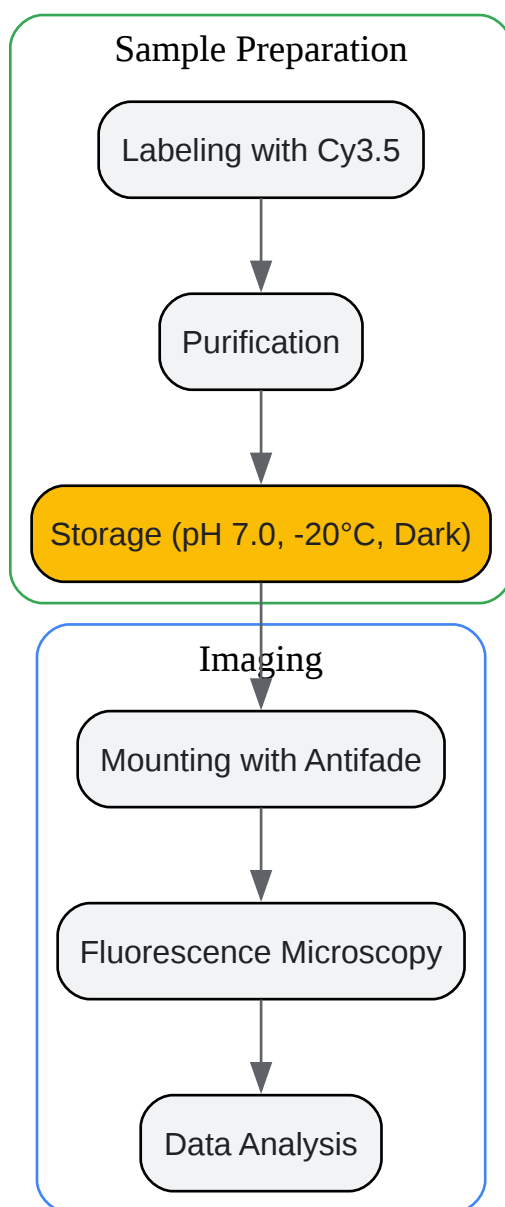 Sample Preparation
Labeling with Cy3.5
Purification
Storage (pH 7.0, -20°C, Dark)
Imaging
Mounting with Antifade
Fluorescence Microscopy
Data Analysis